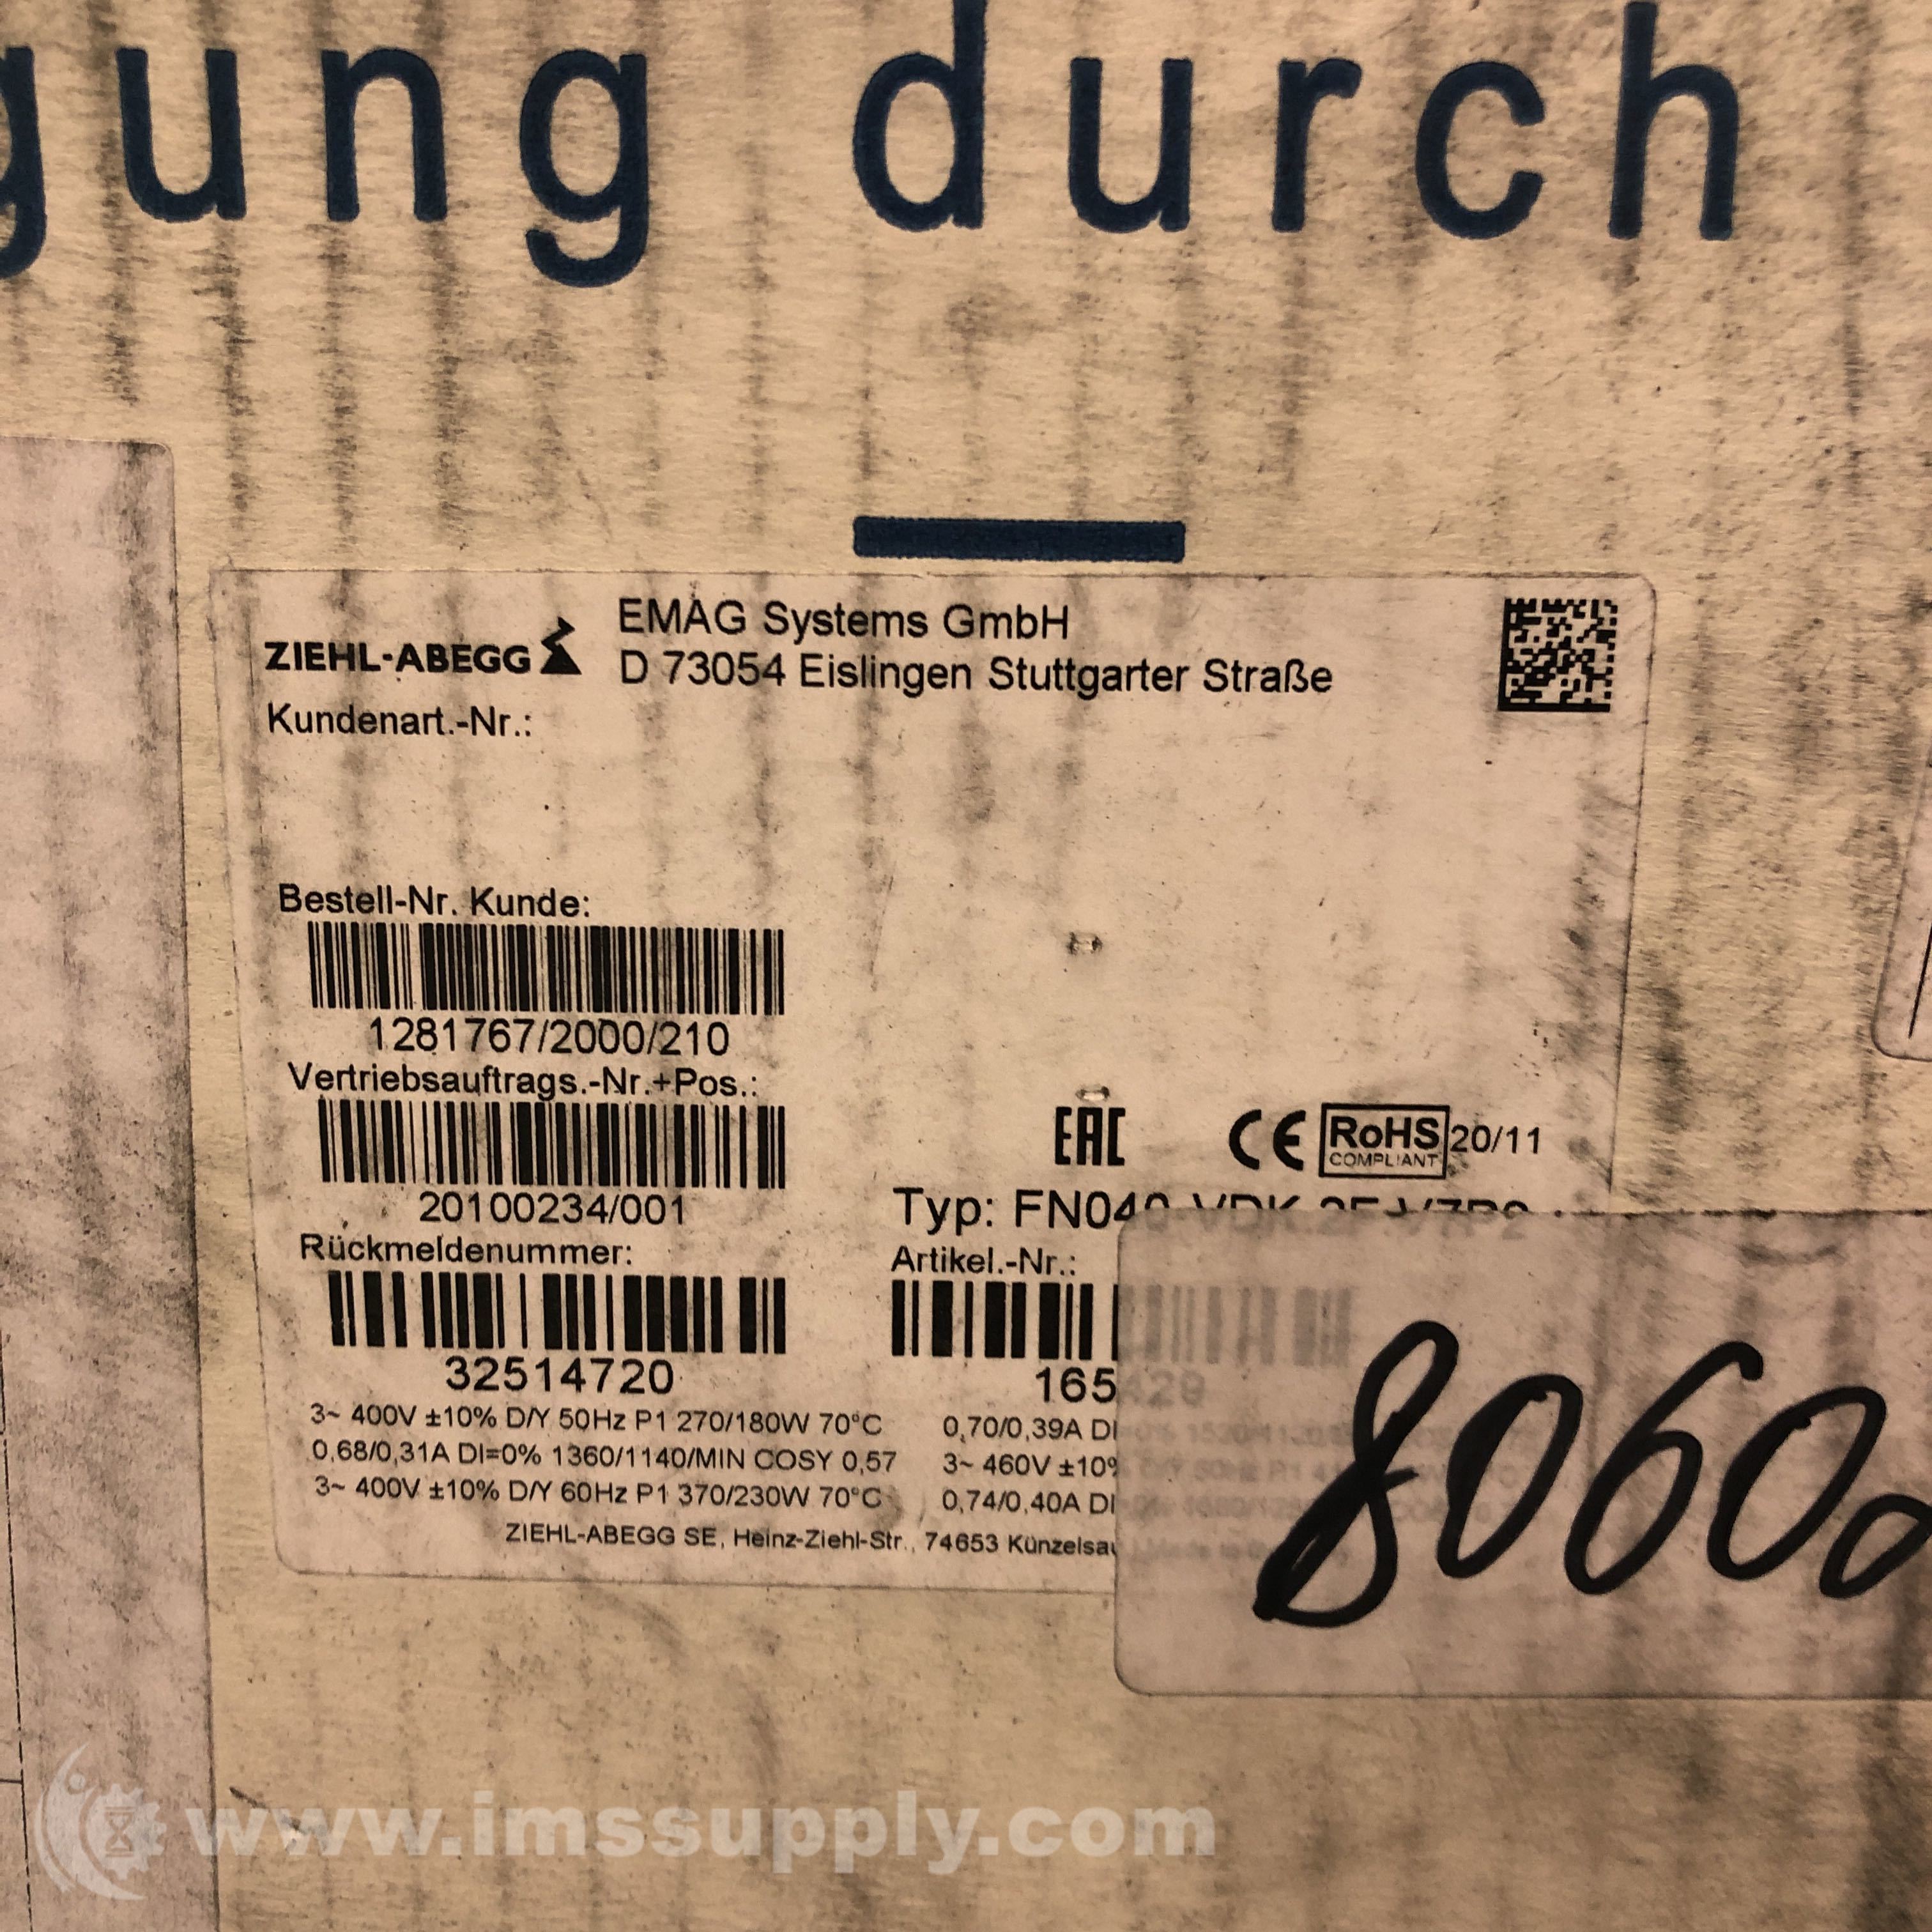 gung durch
ZIEHL-ABEGG
EMAG Systems GmbH
D 73054 Eislingen Stuttgarter Straße
Kundenart.-Nr.:
Bestell-Nr. Kunde:
1281767/2000/210
Vertriebsauftrags.-Nr.+Pos.:
20100234/001
EAC CE RoHS 20/11
COMPLIANT
Typ:
Rückmeldenummer:
Artikel.-Nr.:
32514720
3~ 400V ±10% D/Y 50Hz P1 270/180W 70°C
0,70/0,39A DI
0,68/0,31A DI=0% 1360/1140/MIN COSY 0,57
3~ 460V ±10%
3~ 400V ±10% D/Y 60Hz P1 370/230W 70°C
0,74/0,40A DI
ZIEHL-ABEGG SE, Heinz-Ziehl-Str., 74653 Künzelsau
8060
www.imssupply.com